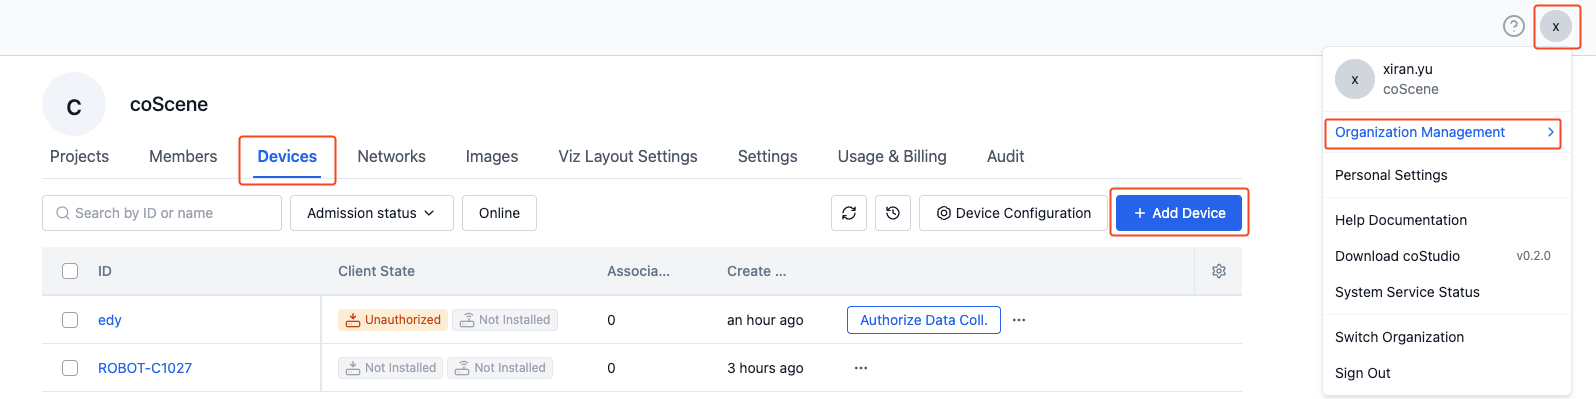 x
x
xiran.yu
coScene
Organization Management
Personal Settings
Help Documentation
Download coStudio v0.2.0
System Service Status
Switch Organization
Sign Out
C
coScene
Projects Members Devices Networks Images Viz Layout Settings Settings Usage & Billing Audit
Search by ID or name Admission status Online Device Configuration + Add Device
ID Client State Associa... Create ...
edy Unauthorized Not Installed 0 an hour ago Authorize Data Coll. ...
ROBOT-C1027 Not Installed Not Installed 0 3 hours ago ...